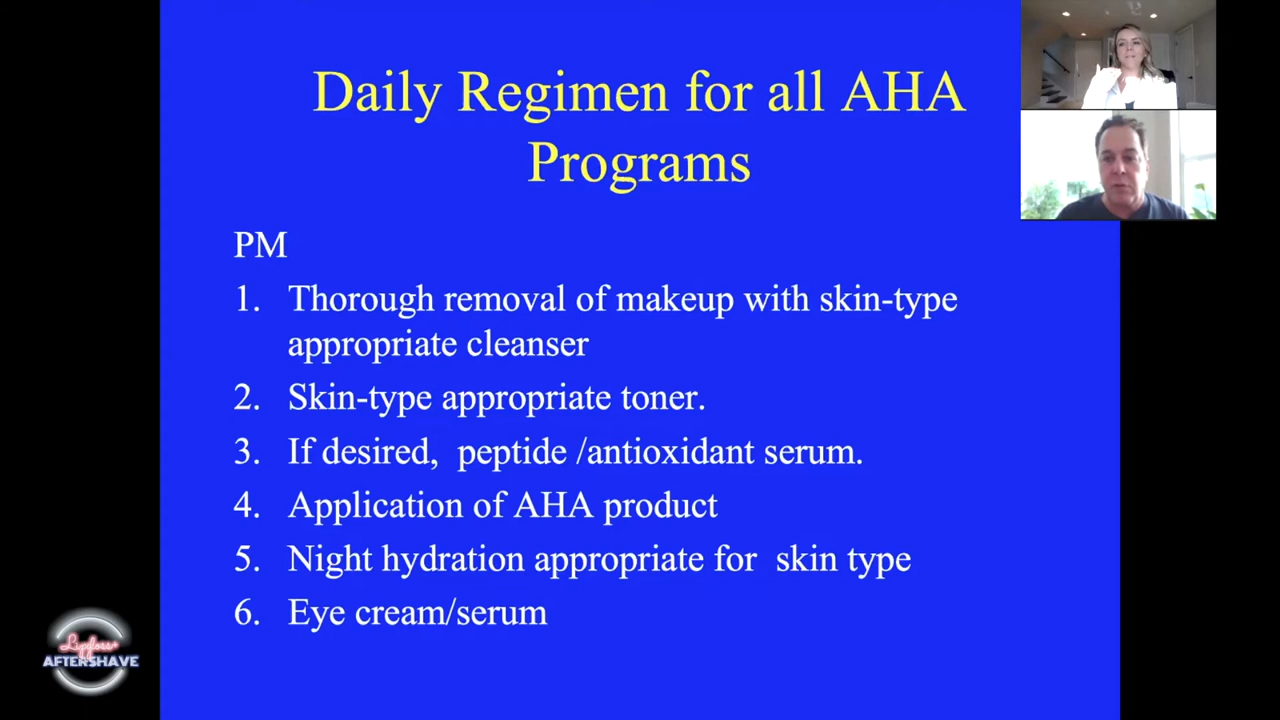 Daily Regimen for all AHA
Programs
PM
1. Thorough removal of makeup with skin-type
appropriate cleanser
2. Skin-type appropriate toner.
3. If desired,  peptide /antioxidant serum.
4. Application of AHA product
5. Night hydration appropriate for  skin type
6. Eye cream/serum
Lipgloss+
AFTERSHAVE